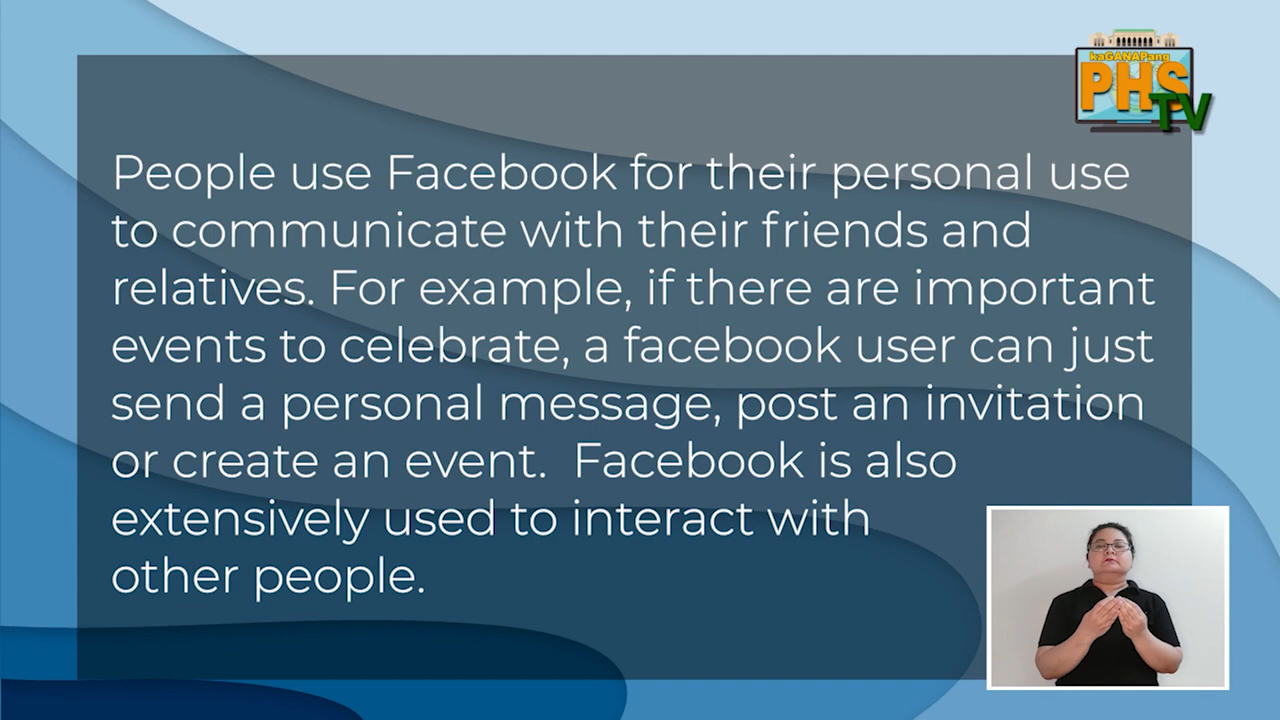 kaGANAPang
PHS
TV
People use Facebook for their personal use
to communicate with their friends and
relatives. For example, if there are important
events to celebrate, a facebook user can just
send a personal message, post an invitation
or create an event.  Facebook is also
extensively used to interact with
other people.